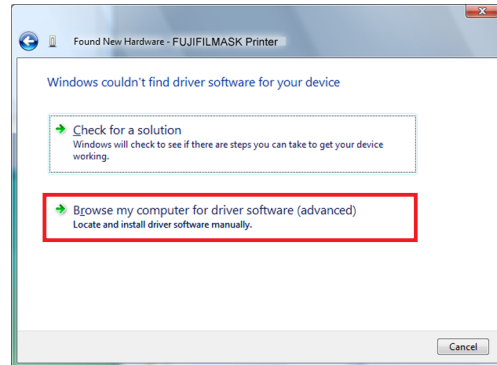 Found New Hardware - FUJIFILMASK Printer
Windows couldn't find driver software for your device
Check for a solution
Windows will check to see if there are steps you can take to get your device
working.
Browse my computer for driver software (advanced)
Locate and install driver software manually.
Cancel